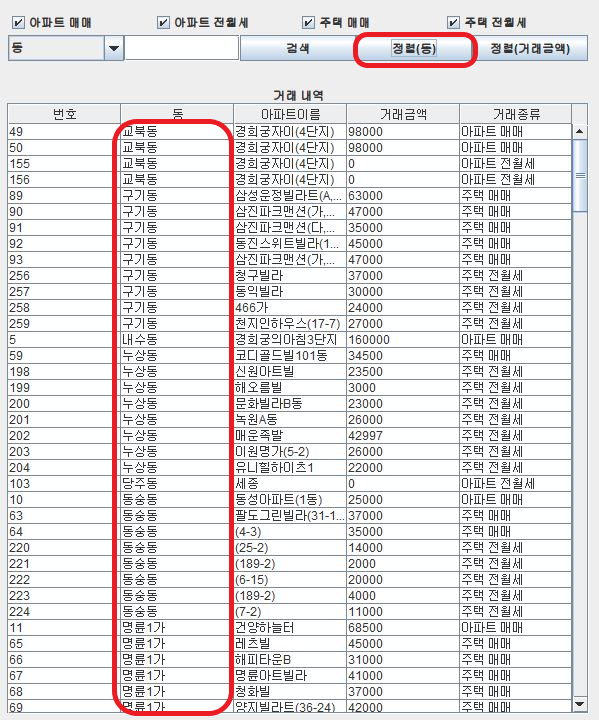 아파트 매매 아파트 전월세 주택 매매 주택 전월세
동 검색 정렬(동) 정렬(거래금액)
거래 내역
번호 동 아파트이름 거래금액 거래종류
49 교북동 경희궁자이(4단지) 98000 아파트 매매
50 교북동 경희궁자이(4단지) 98000 아파트 매매
155 교북동 경희궁자이(4단지) 0 아파트 전월세
156 교북동 경희궁자이(4단지) 0 아파트 전월세
89 구기동 삼성운정빌라트(A,... 63000 주택 매매
90 구기동 삼진파크맨션(가,... 47000 주택 매매
91 구기동 삼진파크맨션(다,... 35000 주택 매매
92 구기동 동진스위트빌라(1... 45000 주택 매매
93 구기동 삼진파크맨션(가,... 47000 주택 매매
256 구기동 청구빌라 37000 주택 전월세
257 구기동 동익빌라 30000 주택 전월세
258 구기동 466가 24000 주택 전월세
259 구기동 천지인하우스(17-7) 27000 주택 전월세
5 내수동 경희궁의아침3단지 160000 아파트 매매
59 누상동 코디골드빌101동 34500 주택 매매
198 누상동 신원아트빌 23500 주택 전월세
199 누상동 해오름빌 3000 주택 전월세
200 누상동 문화빌라B동 23000 주택 전월세
201 누상동 녹원A동 26000 주택 전월세
202 누상동 매운족발 42997 주택 전월세
203 누상동 이원명가(5-2) 26000 주택 전월세
204 누상동 유니힐하이츠1 22000 주택 전월세
103 당주동 세종 0 아파트 전월세
10 동숭동 동성아파트(1동) 25000 아파트 매매
63 동숭동 팔도그린빌라(31-1... 37000 주택 매매
64 동숭동 (4-3) 35000 주택 매매
220 동숭동 (25-2) 14000 주택 전월세
221 동숭동 (189-2) 2000 주택 전월세
222 동숭동 (6-15) 20000 주택 전월세
223 동숭동 (189-2) 4000 주택 전월세
224 동숭동 (7-2) 11000 주택 전월세
11 명륜1가 건양하늘터 68500 아파트 매매
65 명륜1가 레츠빌 45000 주택 매매
66 명륜1가 해피타운B 31000 주택 매매
67 명륜1가 명륜아트빌라 41000 주택 매매
68 명륜1가 청화빌 37000 주택 매매
69 명륜1가 양지빌라트(36-24) 42000 주택 매매